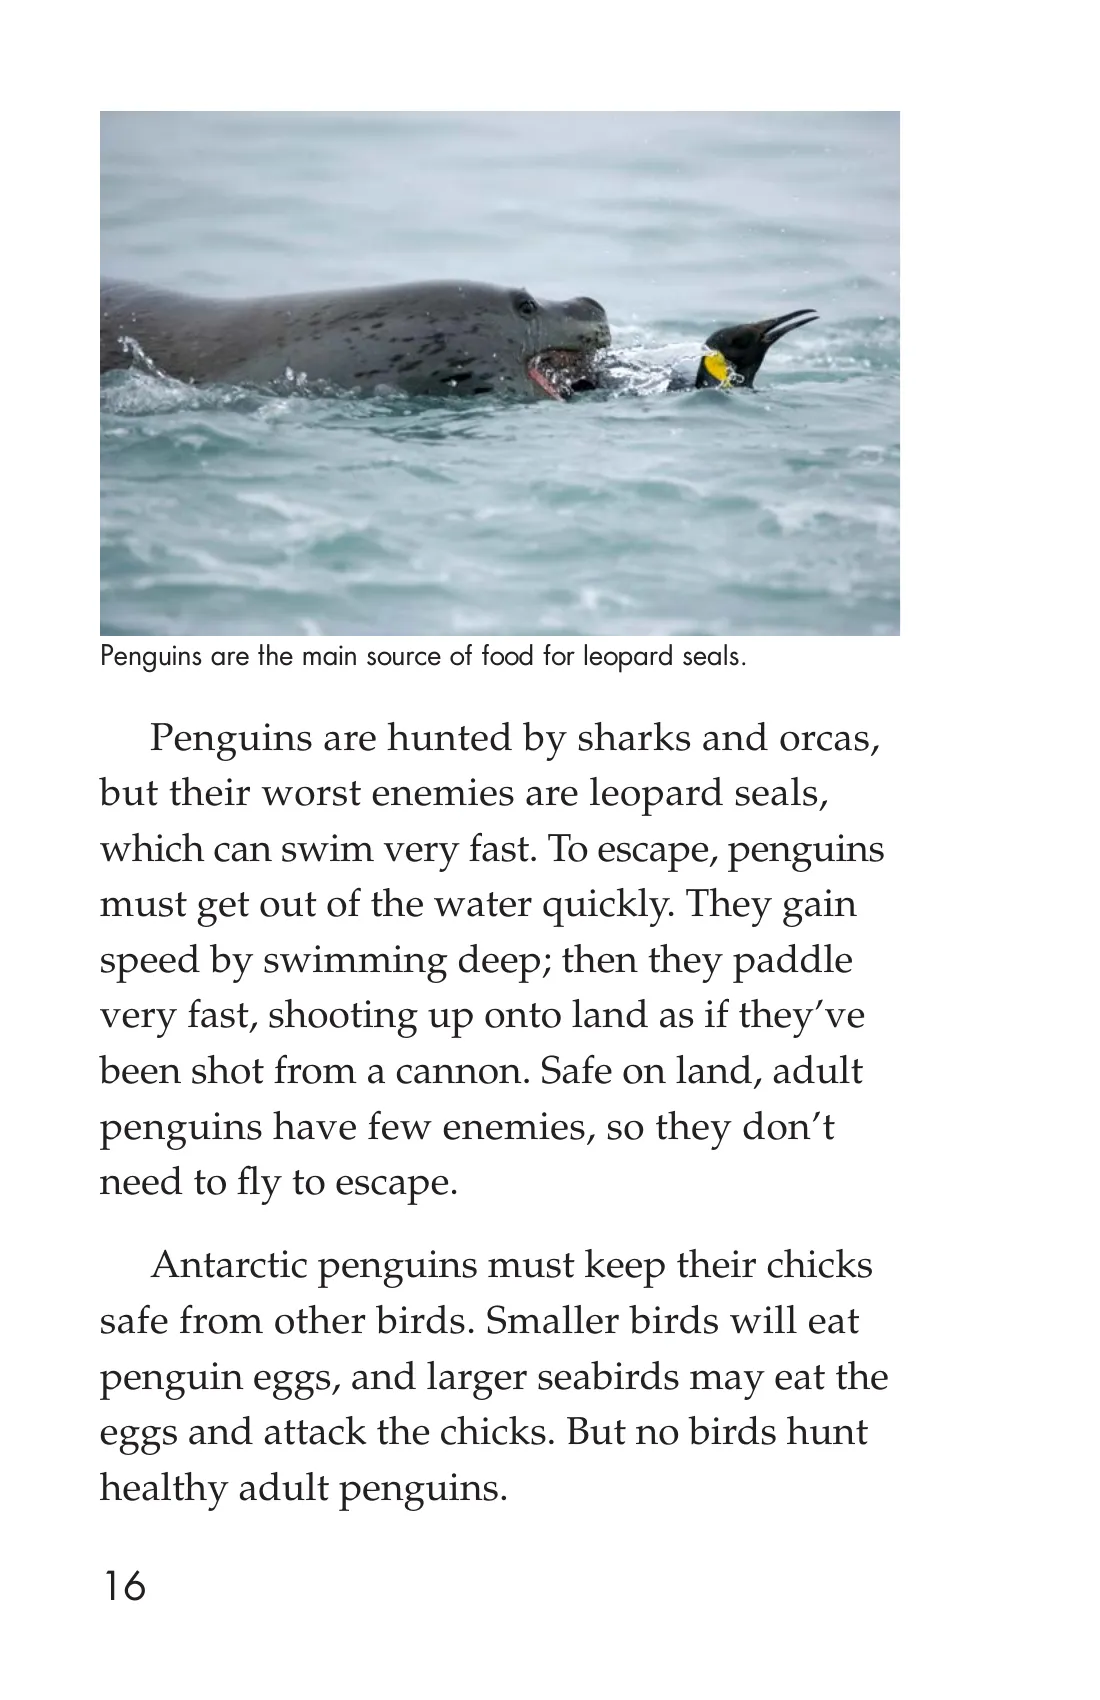 Penguins are the main source of food for leopard seals.
Penguins are hunted by sharks and orcas,
but their worst enemies are leopard seals,
which can swim very fast. To escape, penguins
must get out of the water quickly. They gain
speed by swimming deep; then they paddle
very fast, shooting up onto land as if they’ve
been shot from a cannon. Safe on land, adult
penguins have few enemies, so they don’t
need to fly to escape.
Antarctic penguins must keep their chicks
safe from other birds. Smaller birds will eat
penguin eggs, and larger seabirds may eat the
eggs and attack the chicks. But no birds hunt
healthy adult penguins.
16